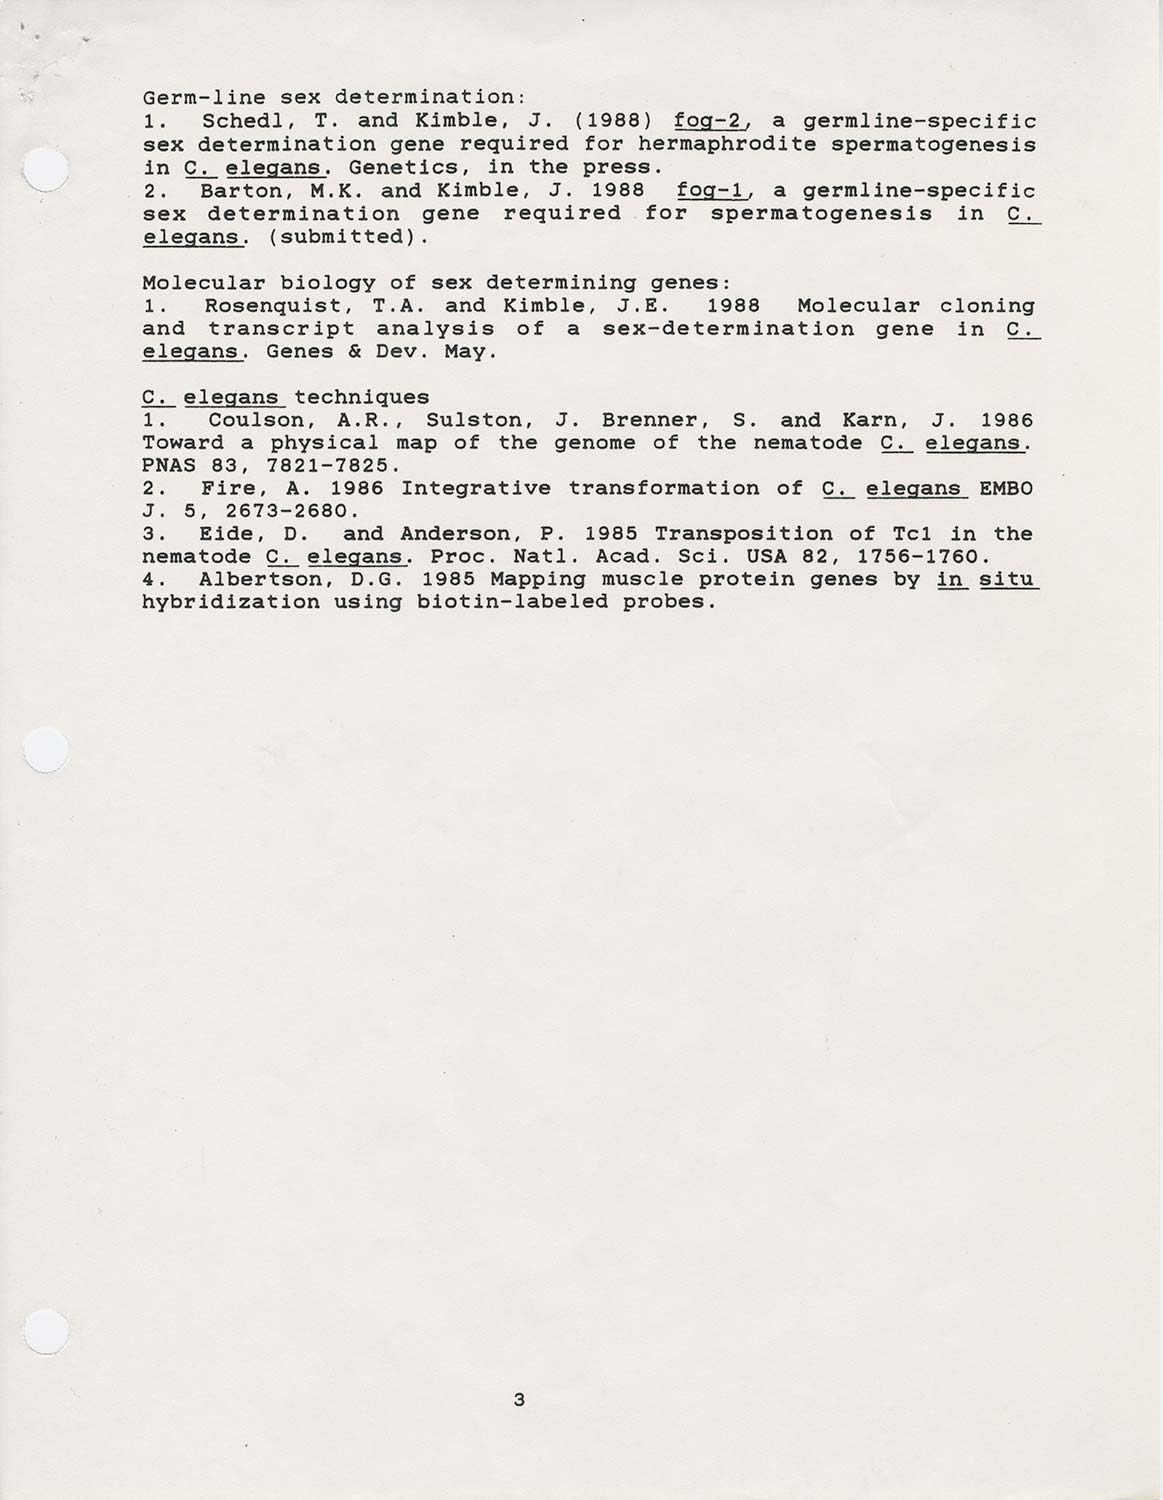 Germ-line sex determination:
1. Schedl, T. and Kimble, J. (1988) fog-2, a germline-specific
sex determination gene required for hermaphrodite spermatogenesis
in C. elegans. Genetics, in the press.
2. Barton, M.K. and Kimble, J. 1988 fog-1, a germline-specific
sex determination gene required for spermatogenesis in C.
elegans. (submitted).

Molecular biology of sex determining genes:
1. Rosenquist, T.A. and Kimble, J.E. 1988 Molecular cloning
and transcript analysis of a sex-determination gene in C.
elegans. Genes & Dev. May.

C. elegans techniques
1. Coulson, A.R., Sulston, J. Brenner, S. and Karn, J. 1986
Toward a physical map of the genome of the nematode C. elegans.
PNAS 83, 7821-7825.
2. Fire, A. 1986 Integrative transformation of C. elegans EMBO
J. 5, 2673-2680.
3. Eide, D. and Anderson, P. 1985 Transposition of Tc1 in the
nematode C. elegans. Proc. Natl. Acad. Sci. USA 82, 1756-1760.
4. Albertson, D.G. 1985 Mapping muscle protein genes by in situ
hybridization using biotin-labeled probes.

3